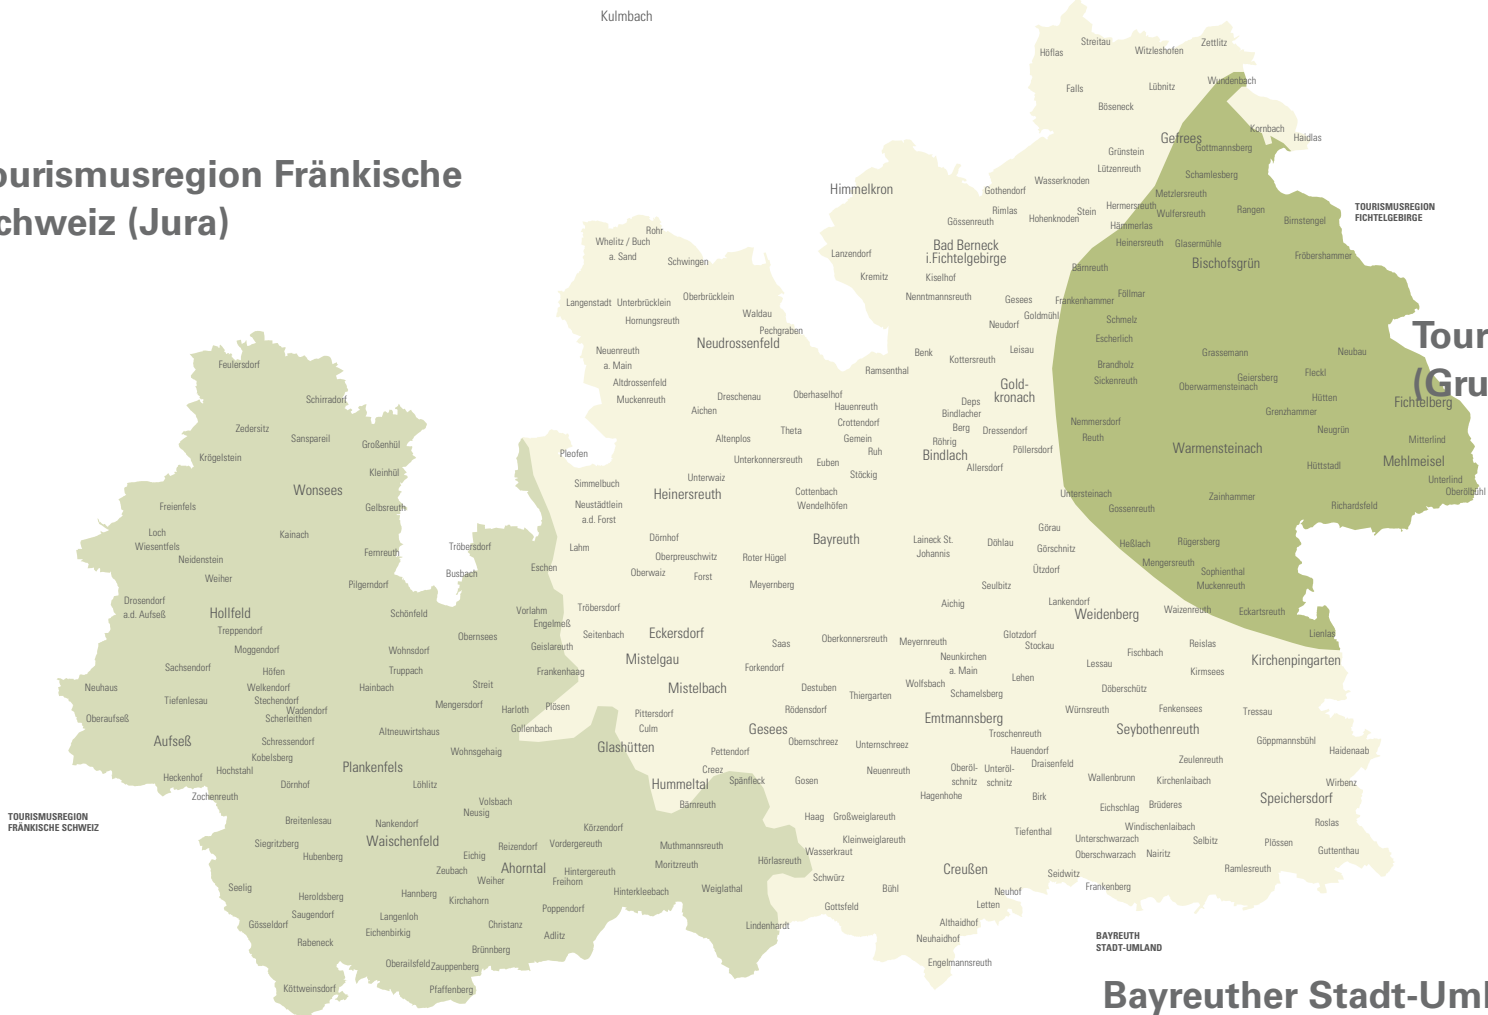 Kulmbach
Streitau
Zettlitz
Höflas
Witzleshofen
Wundenbach
Falls
Lübnitz
Böseneck
Kornbach
Haidlas
Gefrees
Gottmannsberg
Grünstein
Lützenreuth
Schamlesberg
Wasserknoden
ourismusregion Fränkische
chweiz (Jura)
Himmelkron
Gothendorf
Metzlersreuth
Rimlas
Stein
Hermersreuth
Wulfersreuth
Rangen
TOURISMUSREGION
FICHTELGEBIRGE
Gössenreuth
Hohenknoden
Hämmerlas
Birnstengel
Rohr
Whelitz / Buch
a. Sand
Schwingen
Lanzendorf
Bad Berneck
i.Fichtelgebirge
Heinersreuth
Glasermühle
Fröbershammer
Bischofsgrün
Kremitz
Kiselhof
Bärnreuth
Nenntmannsreuth
Gesees
Frankenhammer
Föllmar
Langenstadt
Unterbrücklein
Oberbrücklein
Waldau
Hornungsreuth
Pechgraben
Neudorf
Goldmühl
Schmelz
Tour
(Gru
Neudrossenfeld
Escherlich
Neuenreuth
a. Main
Benk
Kottersreuth
Leisau
Grassemann
Neubau
Feulersdorf
Ramsenthal
Brandholz
Fleckl
Altdrossenfeld
Gold-
kronach
Sickenreuth
Oberwarmensteinach
Geiersberg
Schirradorf
Muckenreuth
Dreschenau
Oberhaselhof
Hütten
Fichtelberg
Aichen
Hauenreuth
Deps
Bindlacher
Berg
Grenzhammer
Zedersitz
Sanspareil
Großenhül
Theta
Crottendorf
Dressendorf
Nemmersdorf
Neugrün
Altenplos
Gemein
Röhrig
Reuth
Mitterlind
Krögelstein
Pleofen
Ruh
Bindlach
Pöllersdorf
Warmensteinach
Mehlmeisel
Kleinhül
Unterkonnersreuth
Euben
Allersdorf
Hüttstadl
Wonsees
Simmelbuch
Unterwaiz
Stöckig
Unterlind
Oberölbühl
Heinersreuth
Cottenbach
Untersteinach
Zainhammer
Freienfels
Gelbsreuth
Neustädtlein
a.d. Forst
Wendelhöfen
Gossenreuth
Richardsfeld
Loch
Kainach
Dörnhof
Bayreuth
Laineck St.
Johannis
Görau
Wiesentfels
Fernreuth
Tröbersdorf
Lahm
Oberpreuschwitz
Roter Hügel
Döhlau
Görschnitz
Heßlach
Rügersberg
Neidenstein
Busbach
Eschen
Oberwaiz
Forst
Ützdorf
Mengersreuth
Sophienthal
Weiher
Pilgerndorf
Meyernberg
Seulbitz
Muckenreuth
Drosendorf
a.d. Aufseß
Hollfeld
Schönfeld
Vorlahm
Tröbersdorf
Aichig
Lankendorf
Weidenberg
Waizenreuth
Eckartsreuth
Treppendorf
Engelmeß
Seitenbach
Eckersdorf
Lienlas
Obernsees
Saas
Oberkonnersreuth
Meyernreuth
Glotzdorf
Stockau
Reislas
Moggendorf
Wohnsdorf
Geislareuth
Mistelgau
Neunkirchen
a. Main
Fischbach
Kirchenpingarten
Sachsendorf
Höfen
Truppach
Frankenhaag
Forkendorf
Lessau
Kirmsees
Neuhaus
Welkendorf
Hainbach
Streit
Mistelbach
Destuben
Thiergarten
Wolfsbach
Lehen
Döberschütz
Tiefenlesau
Stechendorf
Wadendorf
Mengersdorf
Harloth
Plösen
Schamelsberg
Oberaufseß
Scherleithen
Pittersdorf
Rödensdorf
Emtmannsberg
Würnsreuth
Fenkensees
Tressau
Altneuwirtshaus
Gollenbach
Culm
Gesees
Seybothenreuth
Aufseß
Schressendorf
Glashütten
Troschenreuth
Göppmannsbühl
Kobelsberg
Wohnsgehaig
Pettendorf
Obernschreez
Unternschreez
Hauendorf
Haidenaab
Plankenfels
Zeulenreuth
Heckenhof
Hochstahl
Creez
Neuenreuth
Oberöl-
schnitz
Unteröl-
schnitz
Draisenfeld
Dörnhof
Löhlitz
Hummeltal
Spänfleck
Gosen
Wallenbrunn
Kirchenlaibach
Wirbenz
Zochenreuth
Hagenhohe
Birk
Speichersdorf
TOURISMUSREGION
FRÄNKISCHE SCHWEIZ
Volsbach
Bärnreuth
Eichschlag
Brüderes
Breitenlesau
Neusig
Haag
Großweiglareuth
Roslas
Nankendorf
Körzendorf
Tiefenthal
Windischenlaibach
Siegritzberg
Waischenfeld
Reizendorf
Vordergereuth
Muthmannsreuth
Kleinweiglareuth
Unterschwarzach
Selbitz
Plössen
Hubenberg
Eichig
Wasserkraut
Oberschwarzach
Nairitz
Guttenthau
Zeubach
Ahorntal
Hintergereuth
Moritzreuth
Hörlasreuth
Creußen
Seidwitz
Ramlesreuth
Seelig
Weiher
Freihorn
Schwürz
Frankenberg
Heroldsberg
Hannberg
Kirchahorn
Hinterkleebach
Weiglathal
Bühl
Neuhof
Saugendorf
Langenloh
Poppendorf
Gottsfeld
Letten
Gösseldorf
Eichenbirkig
Christanz
Lindenhardt
Althaidhof
Rabeneck
Adlitz
Neuhaidhof
BAYREUTH
STADT-UMLAND
Brünnberg
Oberailsfeld
Zauppenberg
Engelmannsreuth
Köttweinsdorf
Pfaffenberg
Bayreuther Stadt-Uml